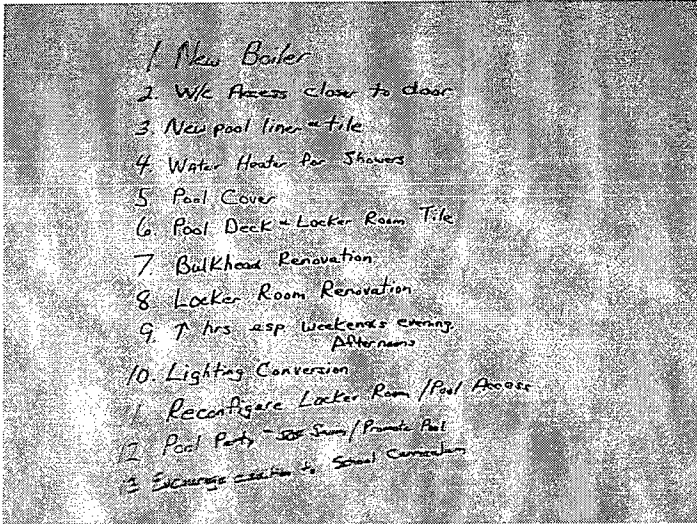 1 New Boiler
2. W/c Access closer to door
3. New pool liner & tile
4. Water Heater for Showers
5 Pool Cover
6. Pool Deck & Locker Room Tile
7 Bulkhead Renovation
8 Locker Room Renovation
9. ↑ hrs esp weekends evening,
Afternoons
10. Lighting Conversion
11 Reconfigure Locker Room / Pool Access
12 Pool Party - Swim / Promote Pool
13 Encourage to School Curriculum